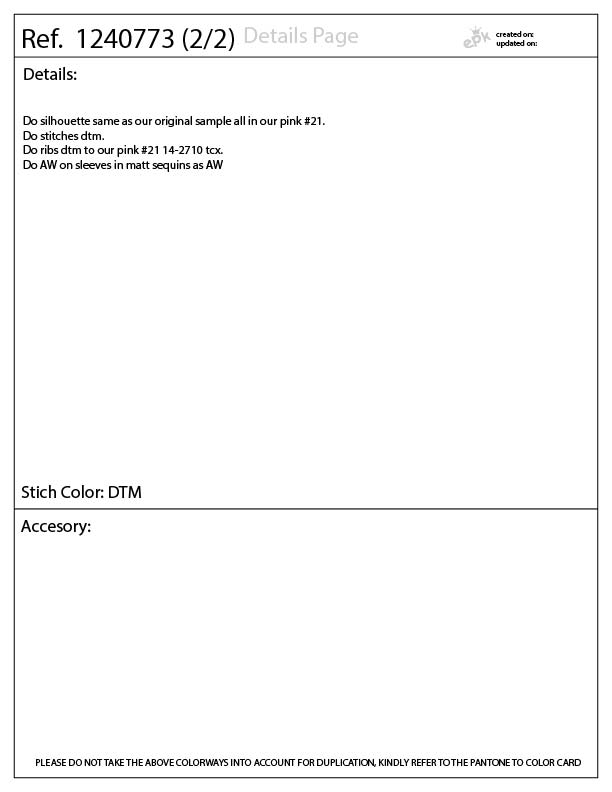 Ref. 1240773 (2/2) Details Page
epk
created on:
updated on:
Details:
Do silhouette same as our original sample all in our pink #21.
Do stitches dtm.
Do ribs dtm to our pink #21 14-2710 tcx.
Do AW on sleeves in matt sequins as AW
Stich Color: DTM
Accesory:
PLEASE DO NOT TAKE THE ABOVE COLORWAYS INTO ACCOUNT FOR DUPLICATION, KINDLY REFER TO THE PANTONE TO COLOR CARD